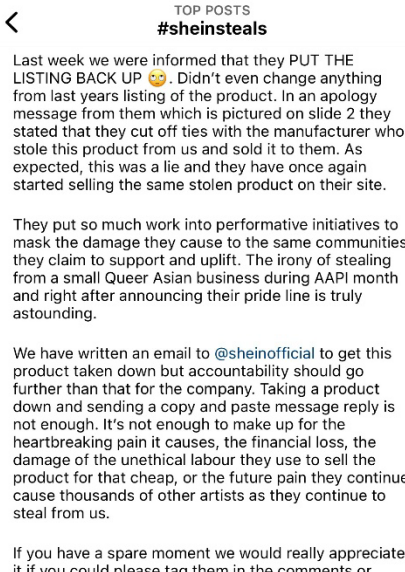 TOP POSTS
#sheinsteals
Last week we were informed that they PUT THE
LISTING BACK UP 🙄. Didn't even change anything
from last years listing of the product. In an apology
message from them which is pictured on slide 2 they
stated that they cut off ties with the manufacturer who
stole this product from us and sold it to them. As
expected, this was a lie and they have once again
started selling the same stolen product on their site.
They put so much work into performative initiatives to
mask the damage they cause to the same communities
they claim to support and uplift. The irony of stealing
from a small Queer Asian business during AAPI month
and right after announcing their pride line is truly
astounding.
We have written an email to @sheinofficial to get this
product taken down but accountability should go
further than that for the company. Taking a product
down and sending a copy and paste message reply is
not enough. It's not enough to make up for the
heartbreaking pain it causes, the financial loss, the
damage of the unethical labour they use to sell the
product for that cheap, or the future pain they continue
cause thousands of other artists as they continue to
steal from us.
If you have a spare moment we would really appreciate
it if you could please tag them in the comments or